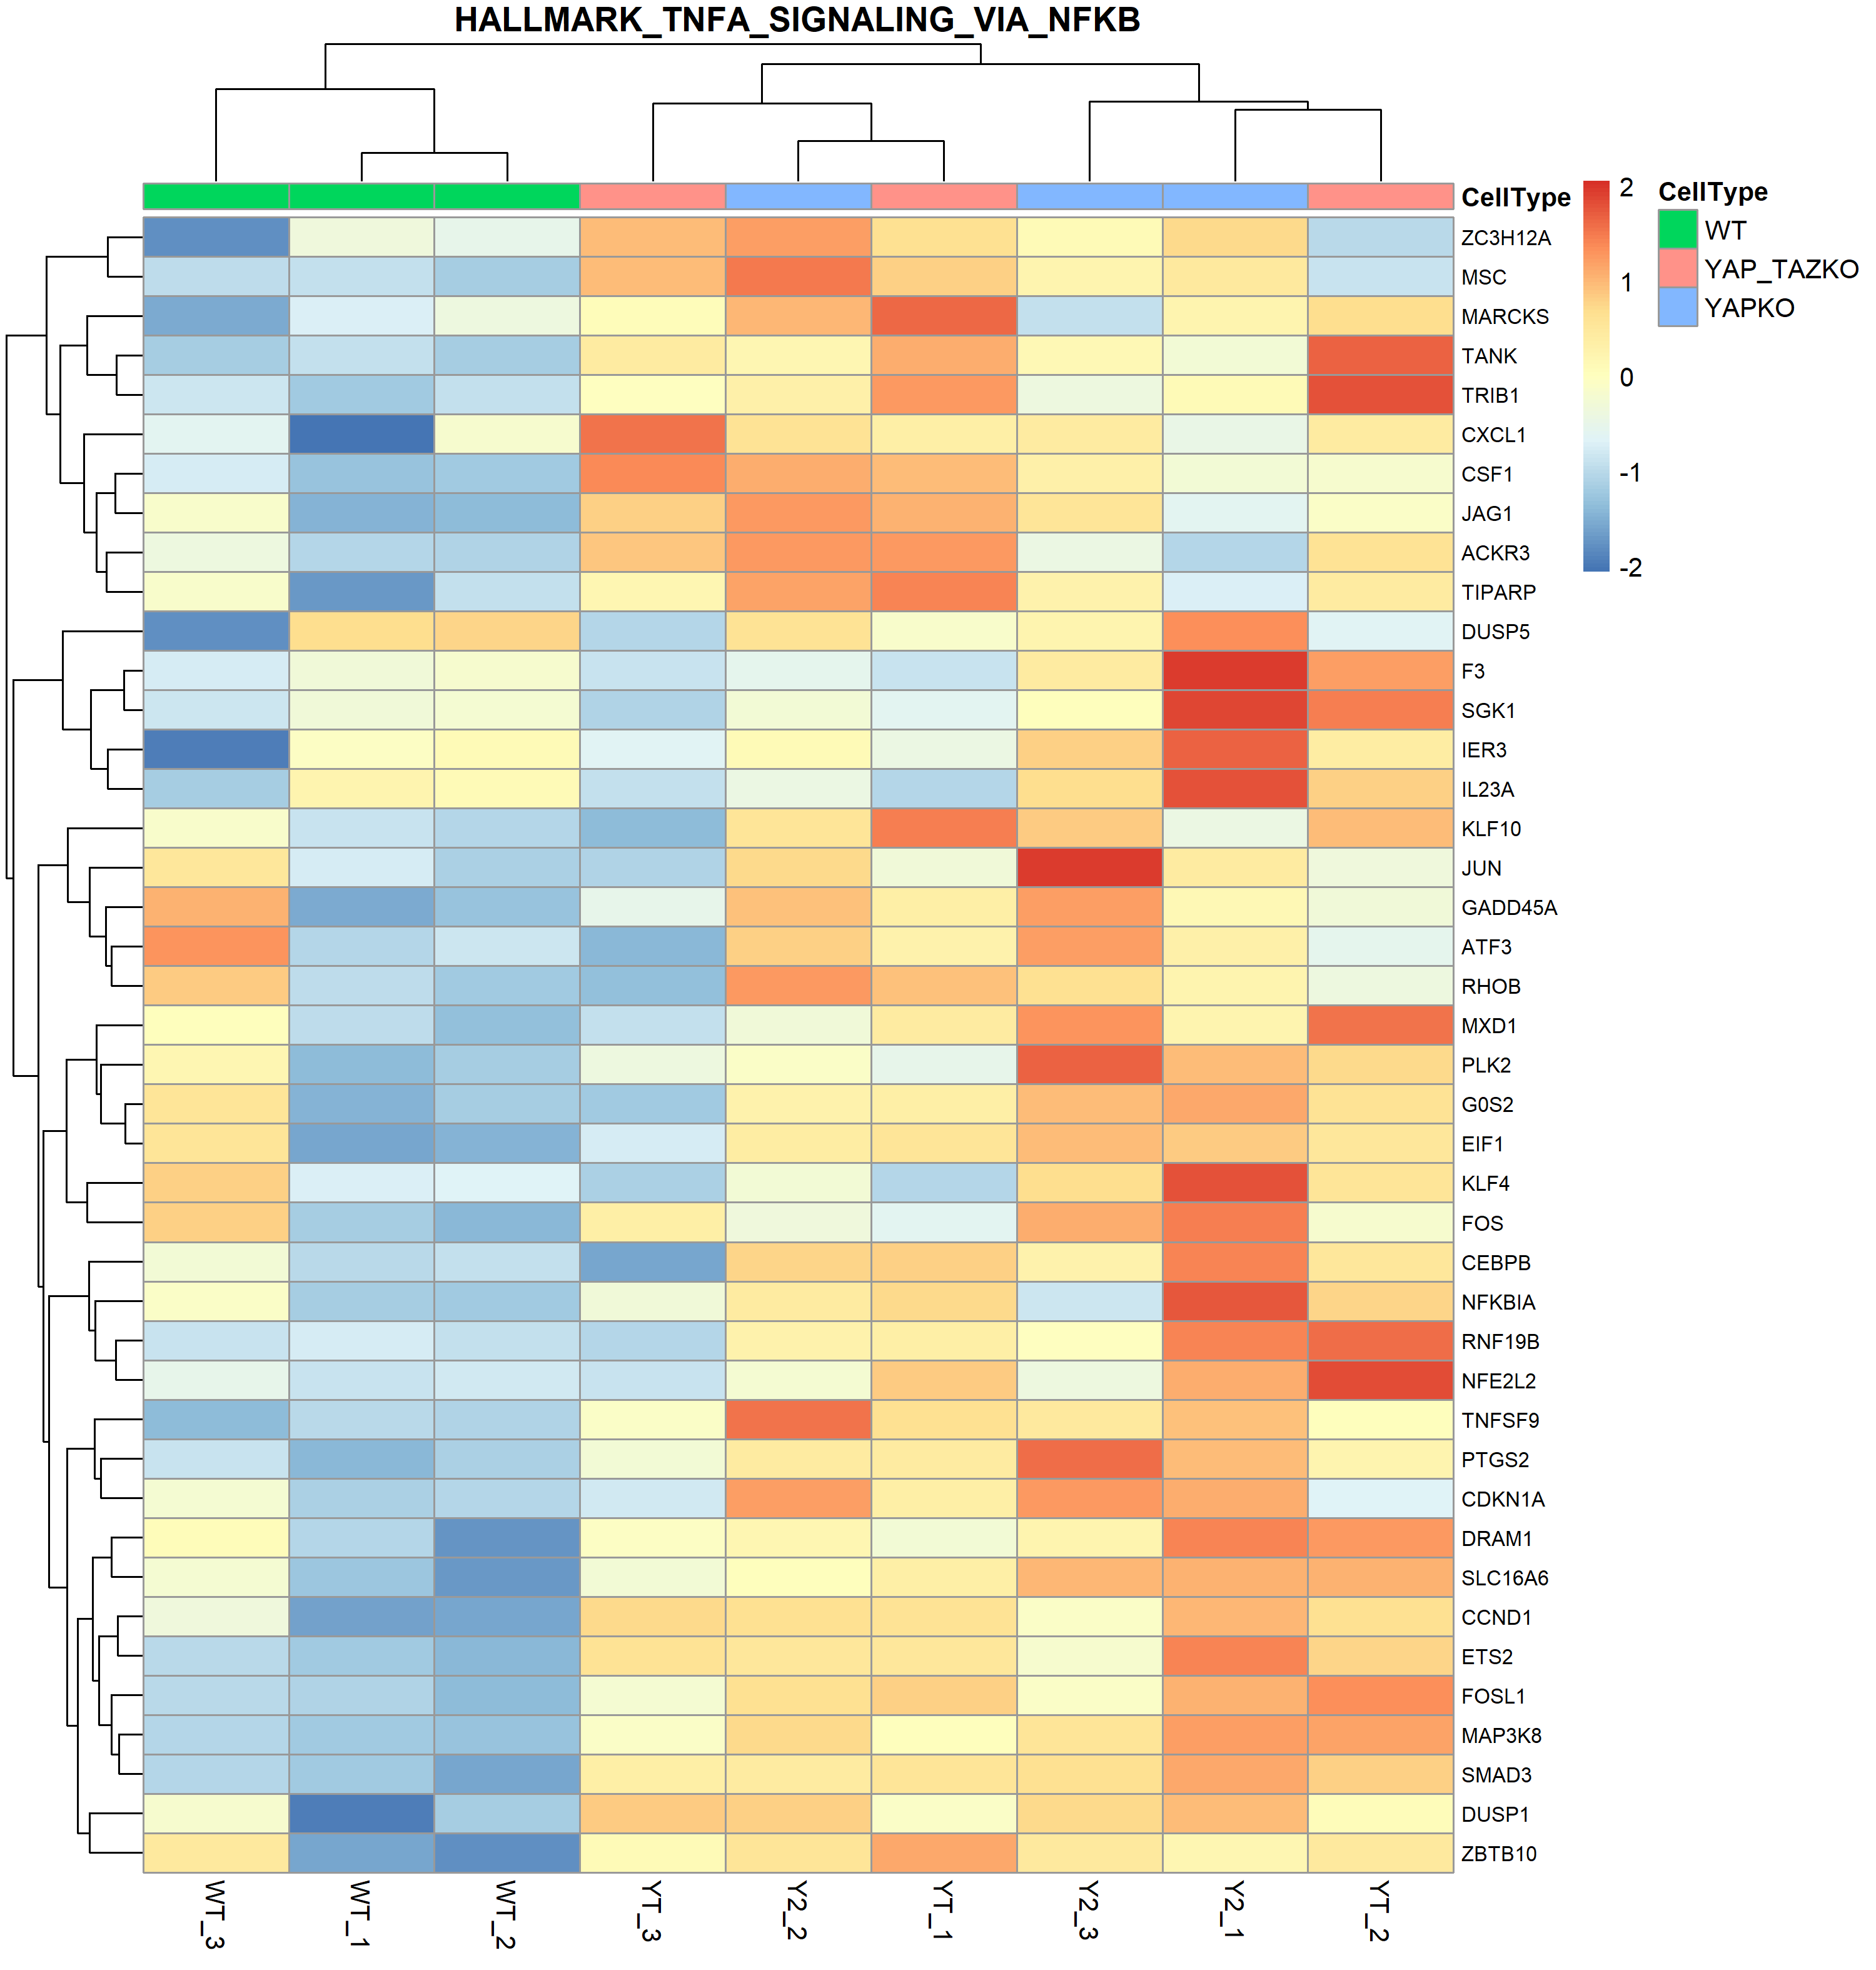 HALLMARK_TNFA_SIGNALING_VIA_NFKB
CellType
2
1
0
-1
-2
CellType
WT
YAP_TAZKO
YAPKO
ZC3H12A
MSC
MARCKS
TANK
TRIB1
CXCL1
CSF1
JAG1
ACKR3
TIPARP
DUSP5
F3
SGK1
IER3
IL23A
KLF10
JUN
GADD45A
ATF3
RHOB
MXD1
PLK2
G0S2
EIF1
KLF4
FOS
CEBPB
NFKBIA
RNF19B
NFE2L2
TNFSF9
PTGS2
CDKN1A
DRAM1
SLC16A6
CCND1
ETS2
FOSL1
MAP3K8
SMAD3
DUSP1
ZBTB10
WT_3
WT_1
WT_2
YT_3
Y2_2
YT_1
Y2_3
Y2_1
YT_2